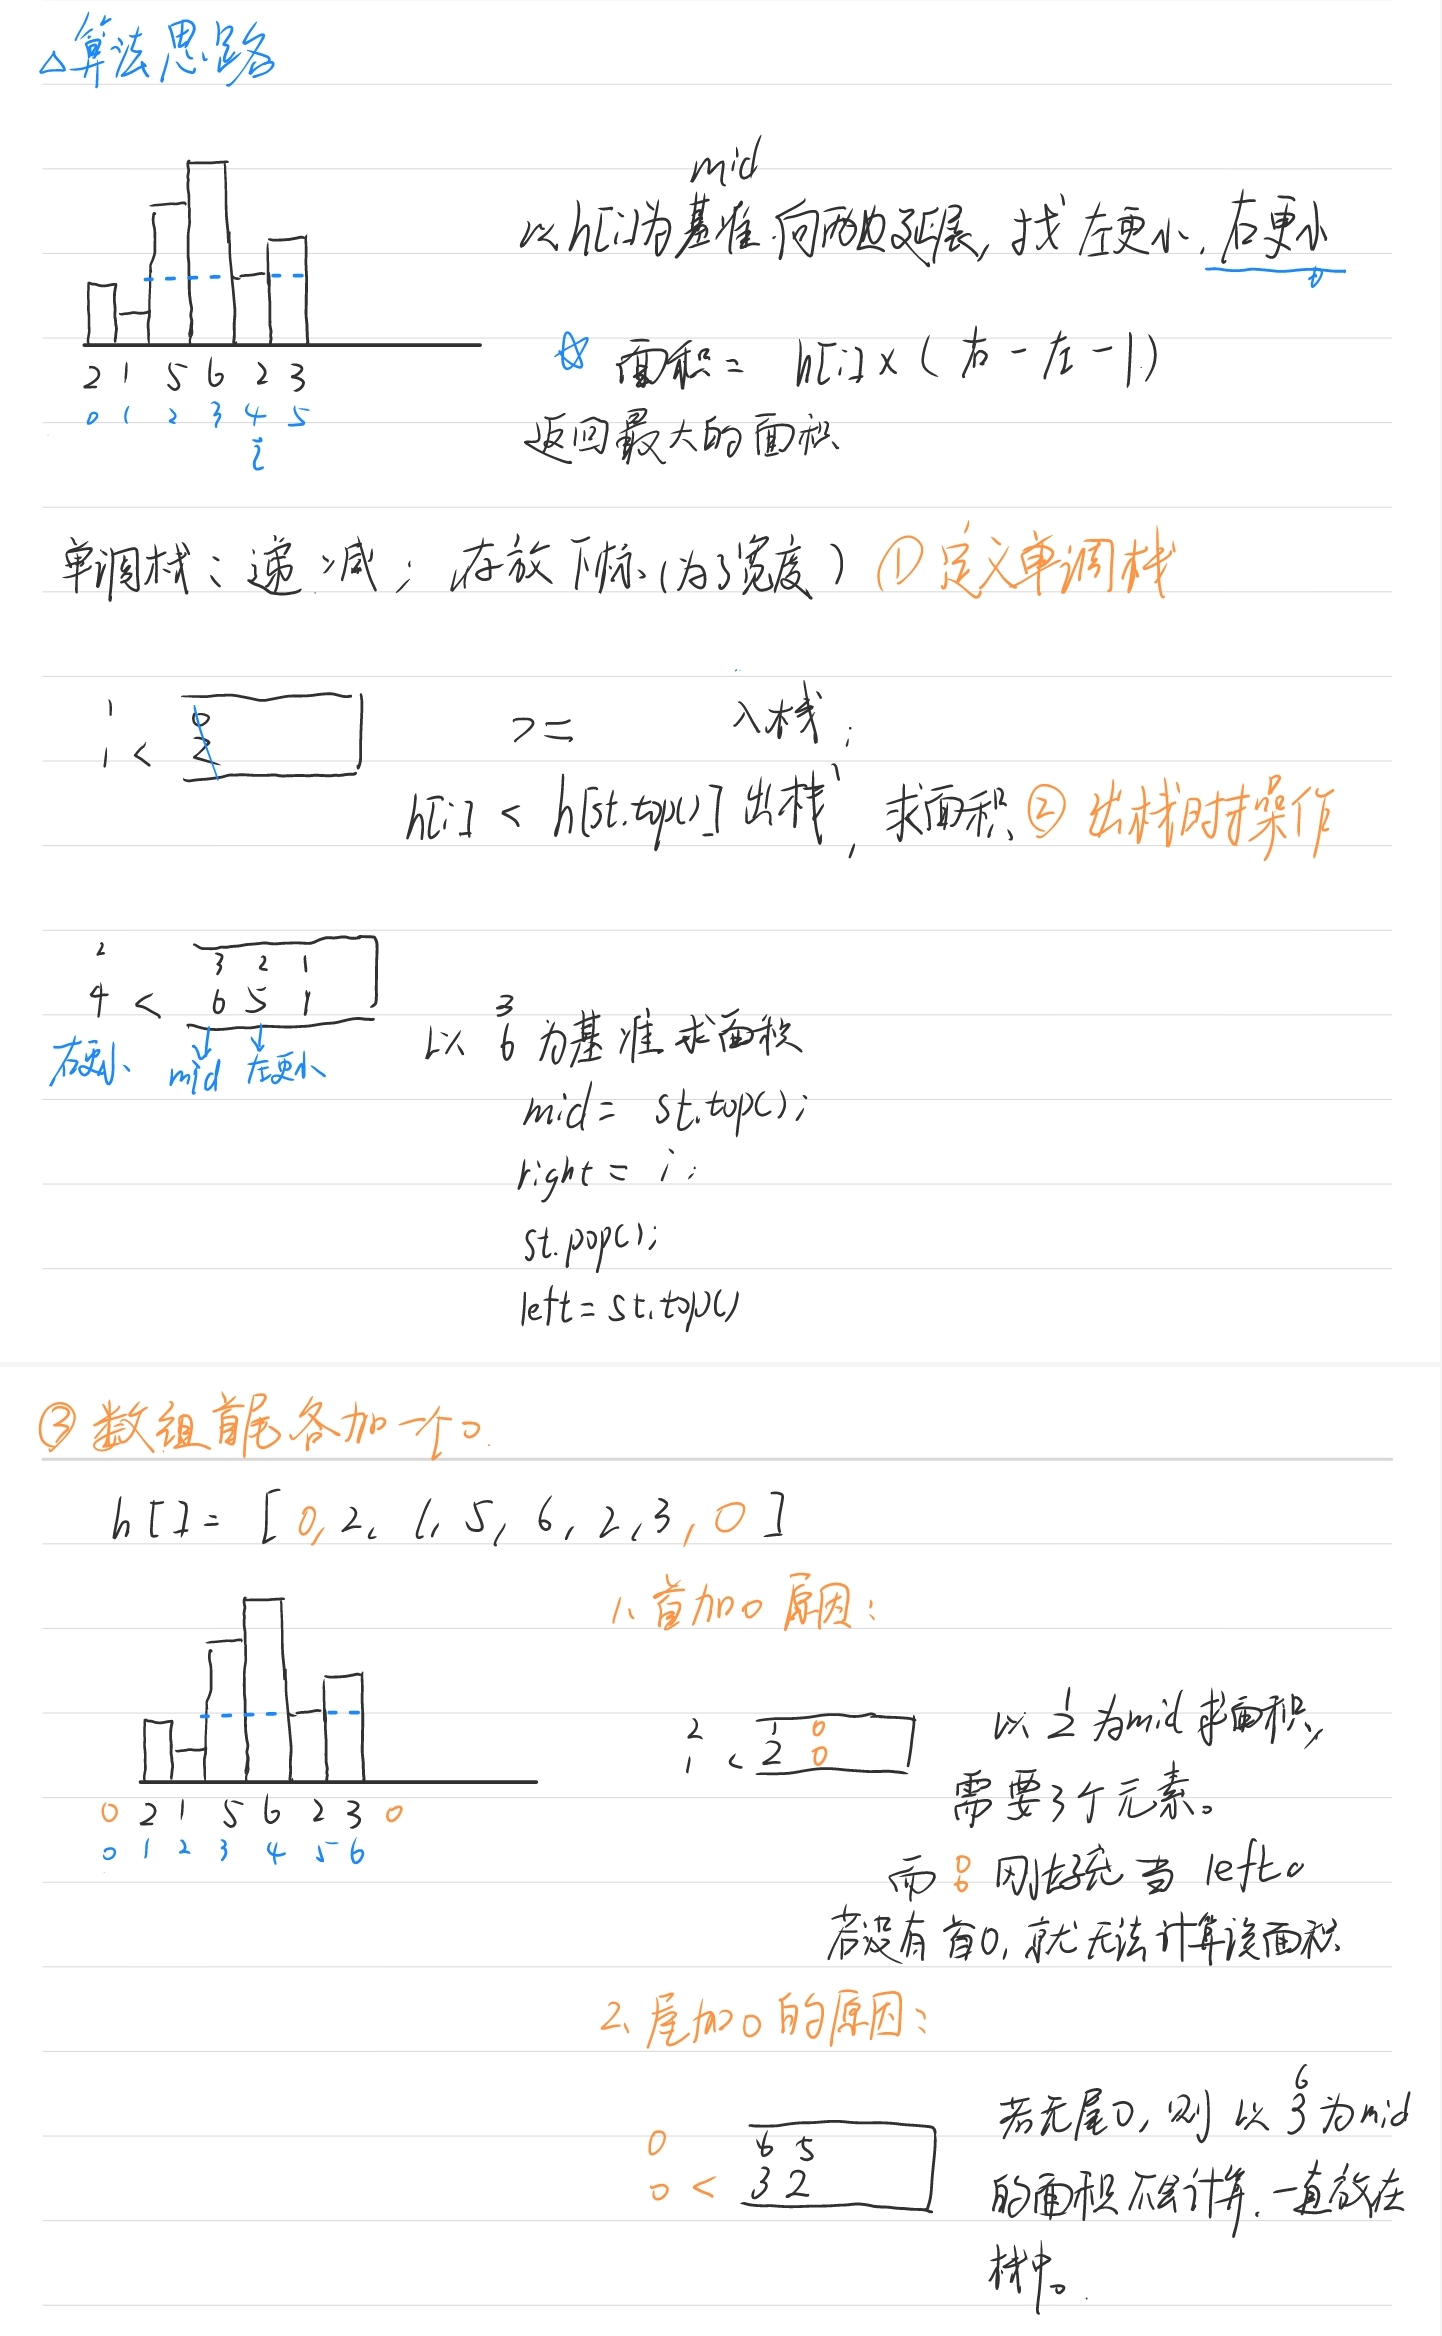 △算法思路
mid
以h[i]为基准向两边延展,找左更小,右更小
☆ 面积= h[i]×(右-左-1)
2 1 5 6 2 3
0 1 2 3 4 5
i
返回最大的面积
单调栈:递减;存放下标(为了宽度) ①定义单调栈
1 0
1 < 2
>= 入栈;
h[i] < h[st.top()] 出栈,求面积 ②出栈时才操作
2 3 2 1
4 < 6 5 1
右更小 mid 左更小
3
以 6 为基准求面积
mid= st.top();
right = i;
st.pop();
left=st.top()
③数组首尾各加一个0
h[]= [0,2,1,5,6,2,3,0]
1、首加0原因:
2 1 0
1 < 2 0
1
以 2 为mid求面积,
需要3个元素。
0
而 0 刚好充当 left。
若没有首0,就无法计算该面积
0 2 1 5 6 2 3 0
0 1 2 3 4 5 6
2、尾加0的原因:
0 6 5
0 < 3 2
6
若无尾0,则以 3 为mid
的面积不会计算,一直放在
栈中。